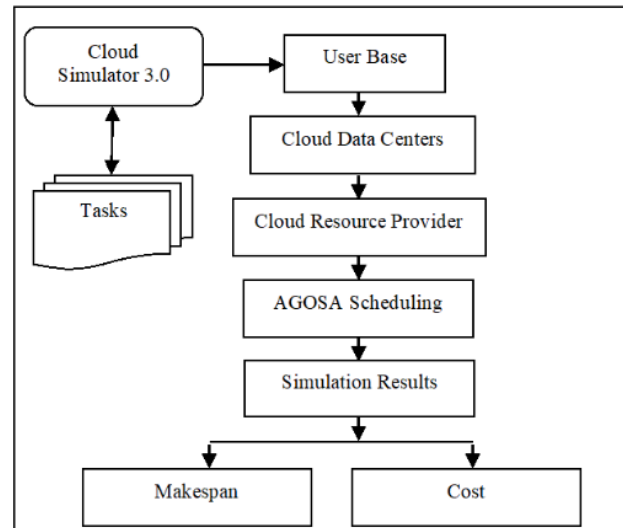 Cloud
Simulator 3.0
User Base
Cloud Data Centers
Tasks
Cloud Resource Provider
AGOSA Scheduling
Simulation Results
Makespan
Cost